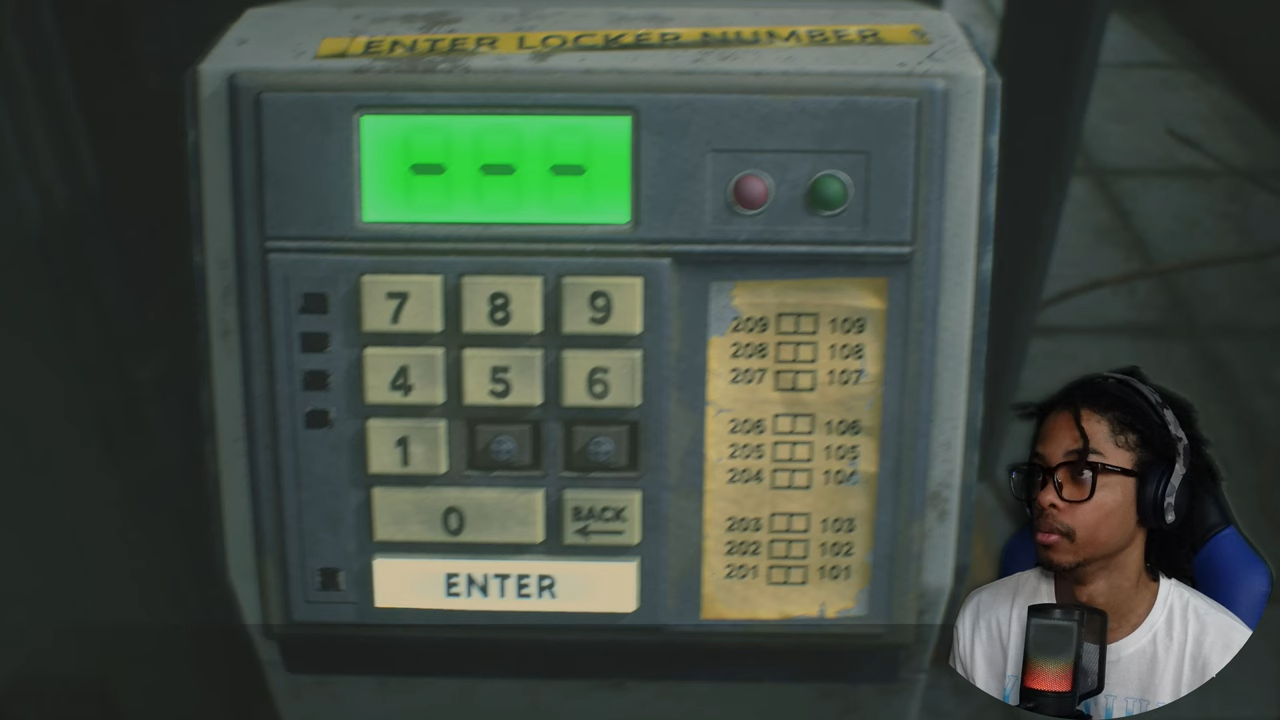 ENTER LOCKER NUMBER
- - -
7 8 9
4 5 6
1
0 BACK
ENTER
209 109
208 108
207 107
206 106
205 105
204 104
203 103
202 102
201 101